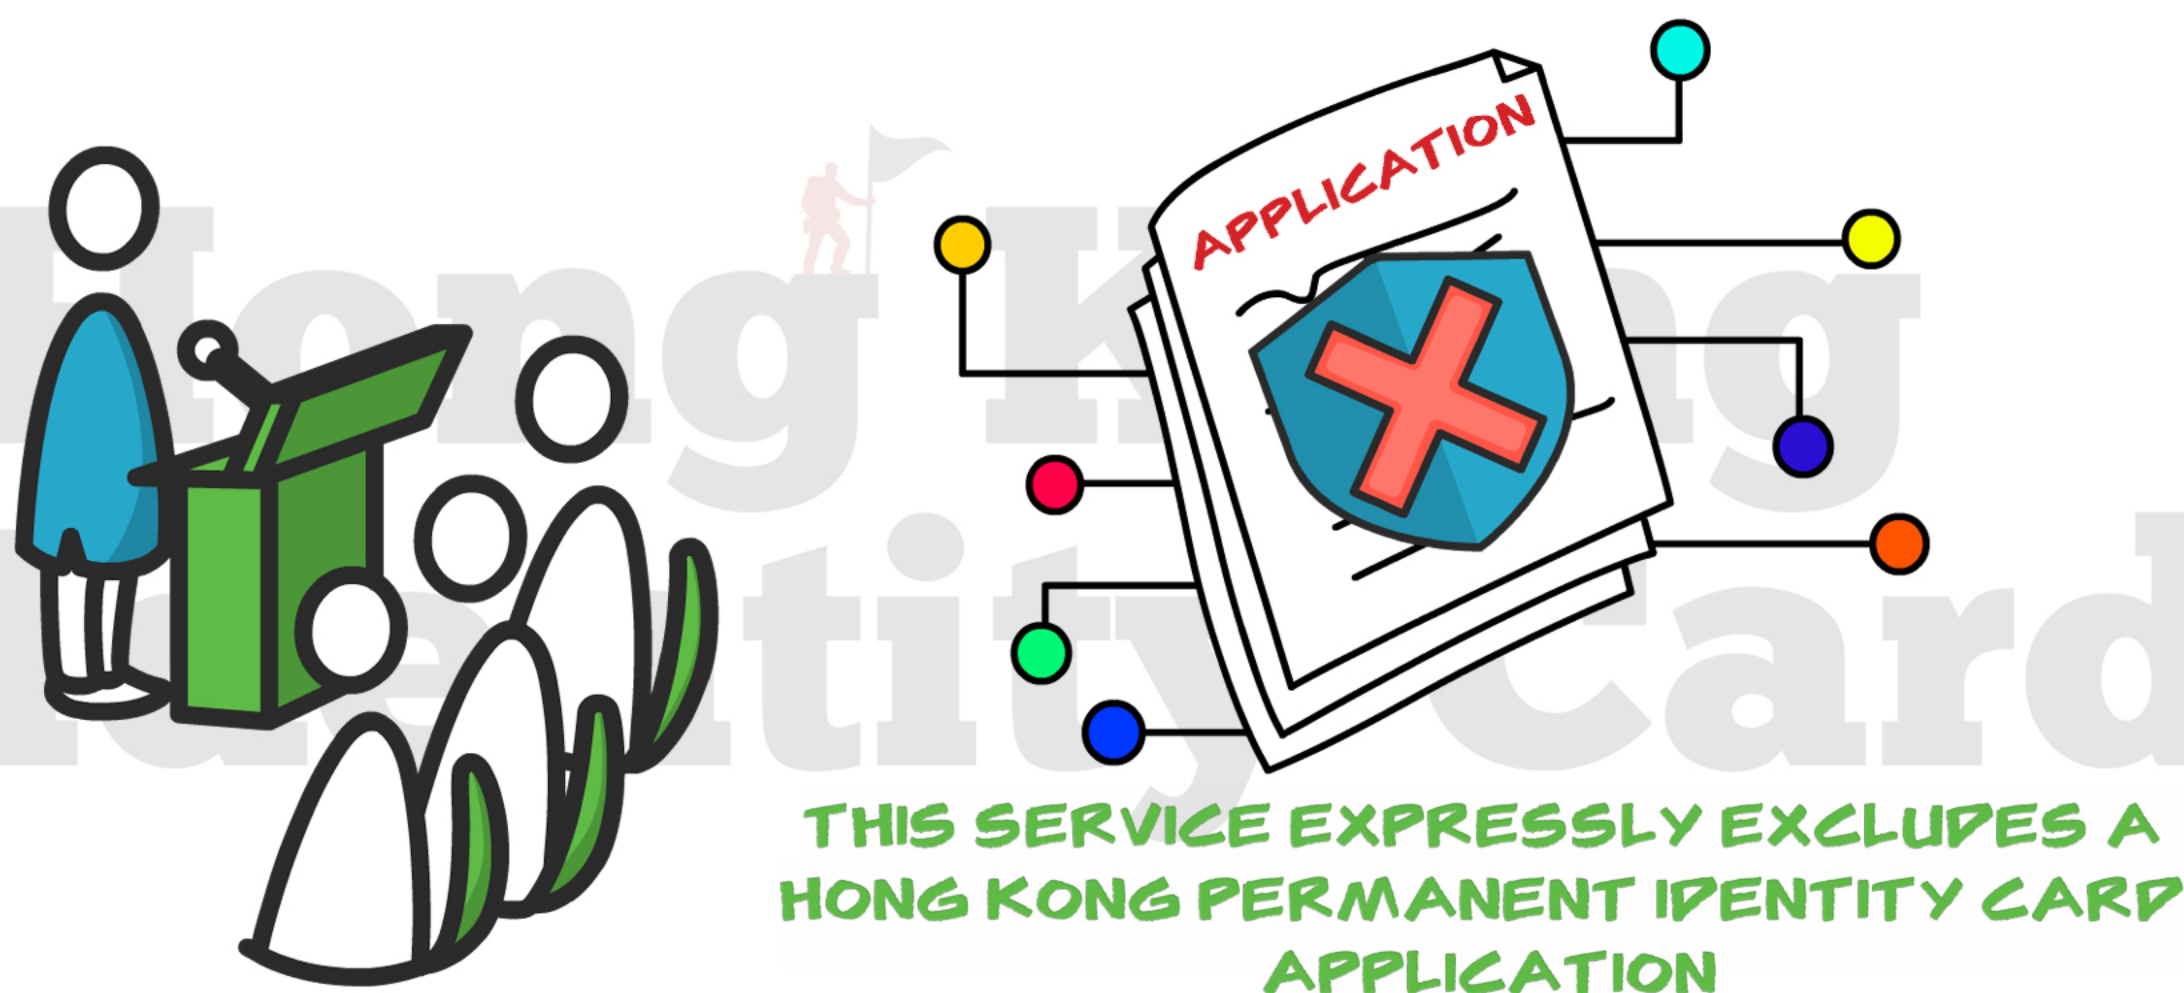 Hong Kong
Identity Card
APPLICATION
THIS SERVICE EXPRESSLY EXCLUDES A
HONG KONG PERMANENT IDENTITY CARD
APPLICATION